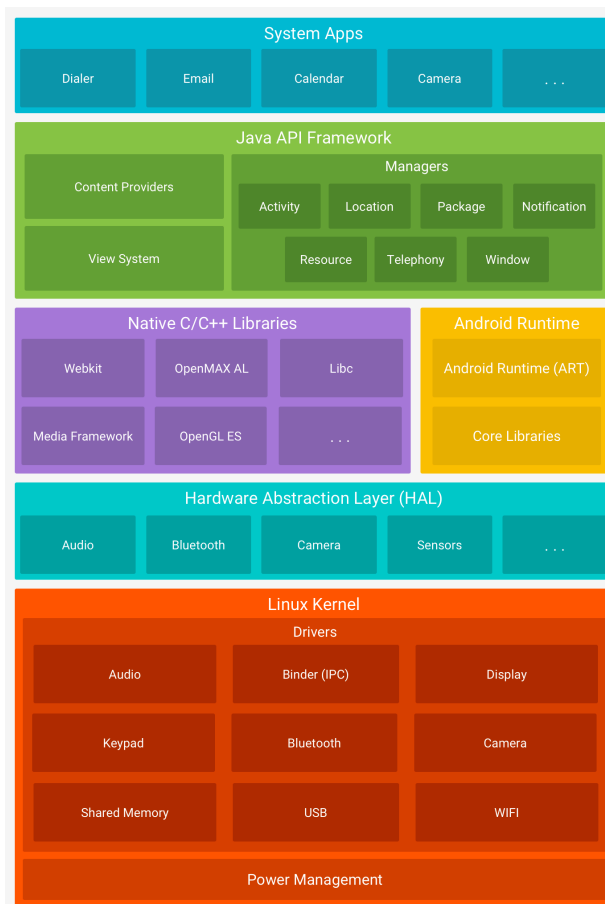 System Apps
Dialer
Email
Calendar
Camera
. . .
Java API Framework
Content Providers
View System
Managers
Activity
Location
Package
Notification
Resource
Telephony
Window
Native C/C++ Libraries
Webkit
OpenMAX AL
Libc
Media Framework
OpenGL ES
. . .
Android Runtime
Android Runtime (ART)
Core Libraries
Hardware Abstraction Layer (HAL)
Audio
Bluetooth
Camera
Sensors
. . .
Linux Kernel
Drivers
Audio
Binder (IPC)
Display
Keypad
Bluetooth
Camera
Shared Memory
USB
WIFI
Power Management